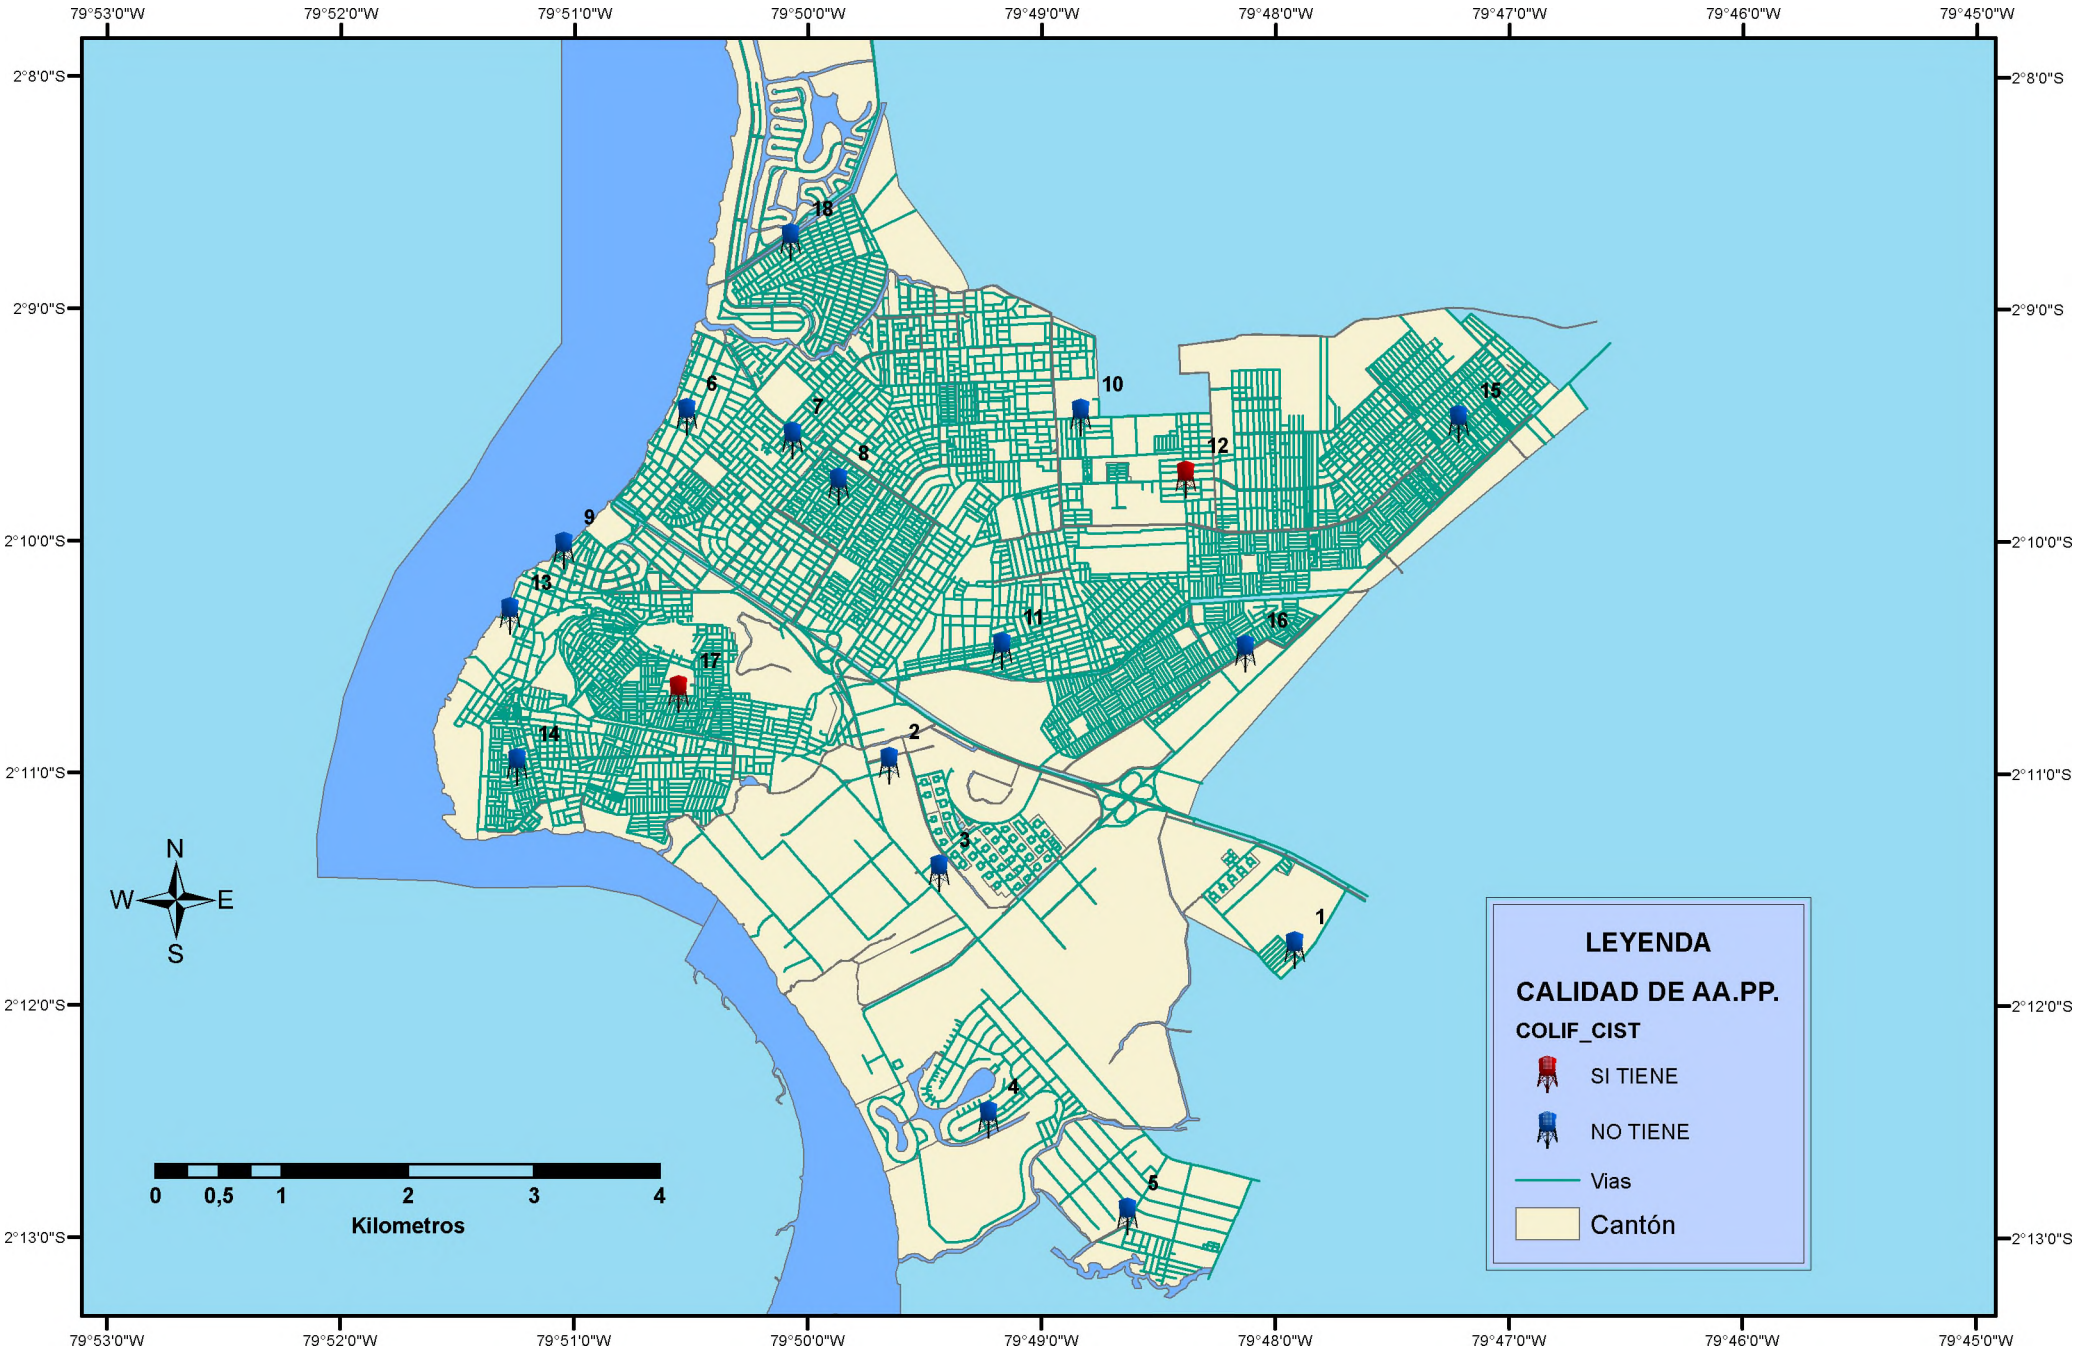 79°53'0"W 79°52'0"W 79°51'0"W 79°50'0"W 79°49'0"W 79°48'0"W 79°47'0"W 79°46'0"W 79°45'0"W
2°8'0"S 2°8'0"S
18
2°9'0"S 2°9'0"S
6 10
15
7
12
8
9
2°10'0"S 2°10'0"S
13
11 16
17
2
14
2°11'0"S 2°11'0"S
3
N
W E
S
1
LEYENDA
CALIDAD DE AA.PP.
2°12'0"S 2°12'0"S
COLIF_CIST
SI TIENE
4
NO TIENE
Vias
5
0 0,5 1 2 3 4
Kilometros
Cantón
2°13'0"S 2°13'0"S
79°53'0"W 79°52'0"W 79°51'0"W 79°50'0"W 79°49'0"W 79°48'0"W 79°47'0"W 79°46'0"W 79°45'0"W